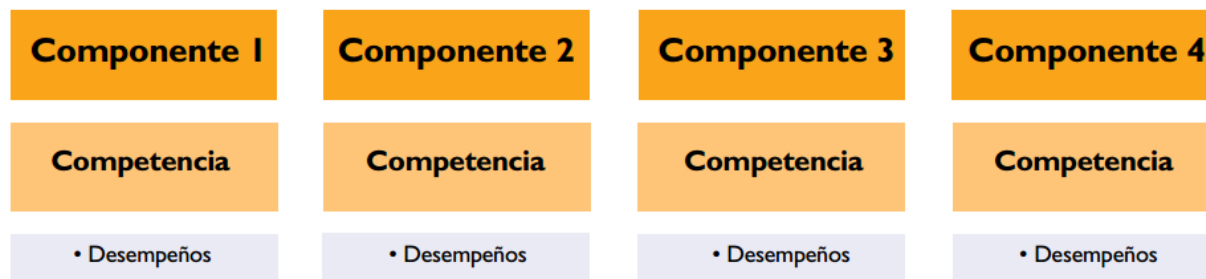 Componente 1
Componente 2
Componente 3
Componente 4
Competencia
Competencia
Competencia
Competencia
• Desempeños
• Desempeños
• Desempeños
• Desempeños